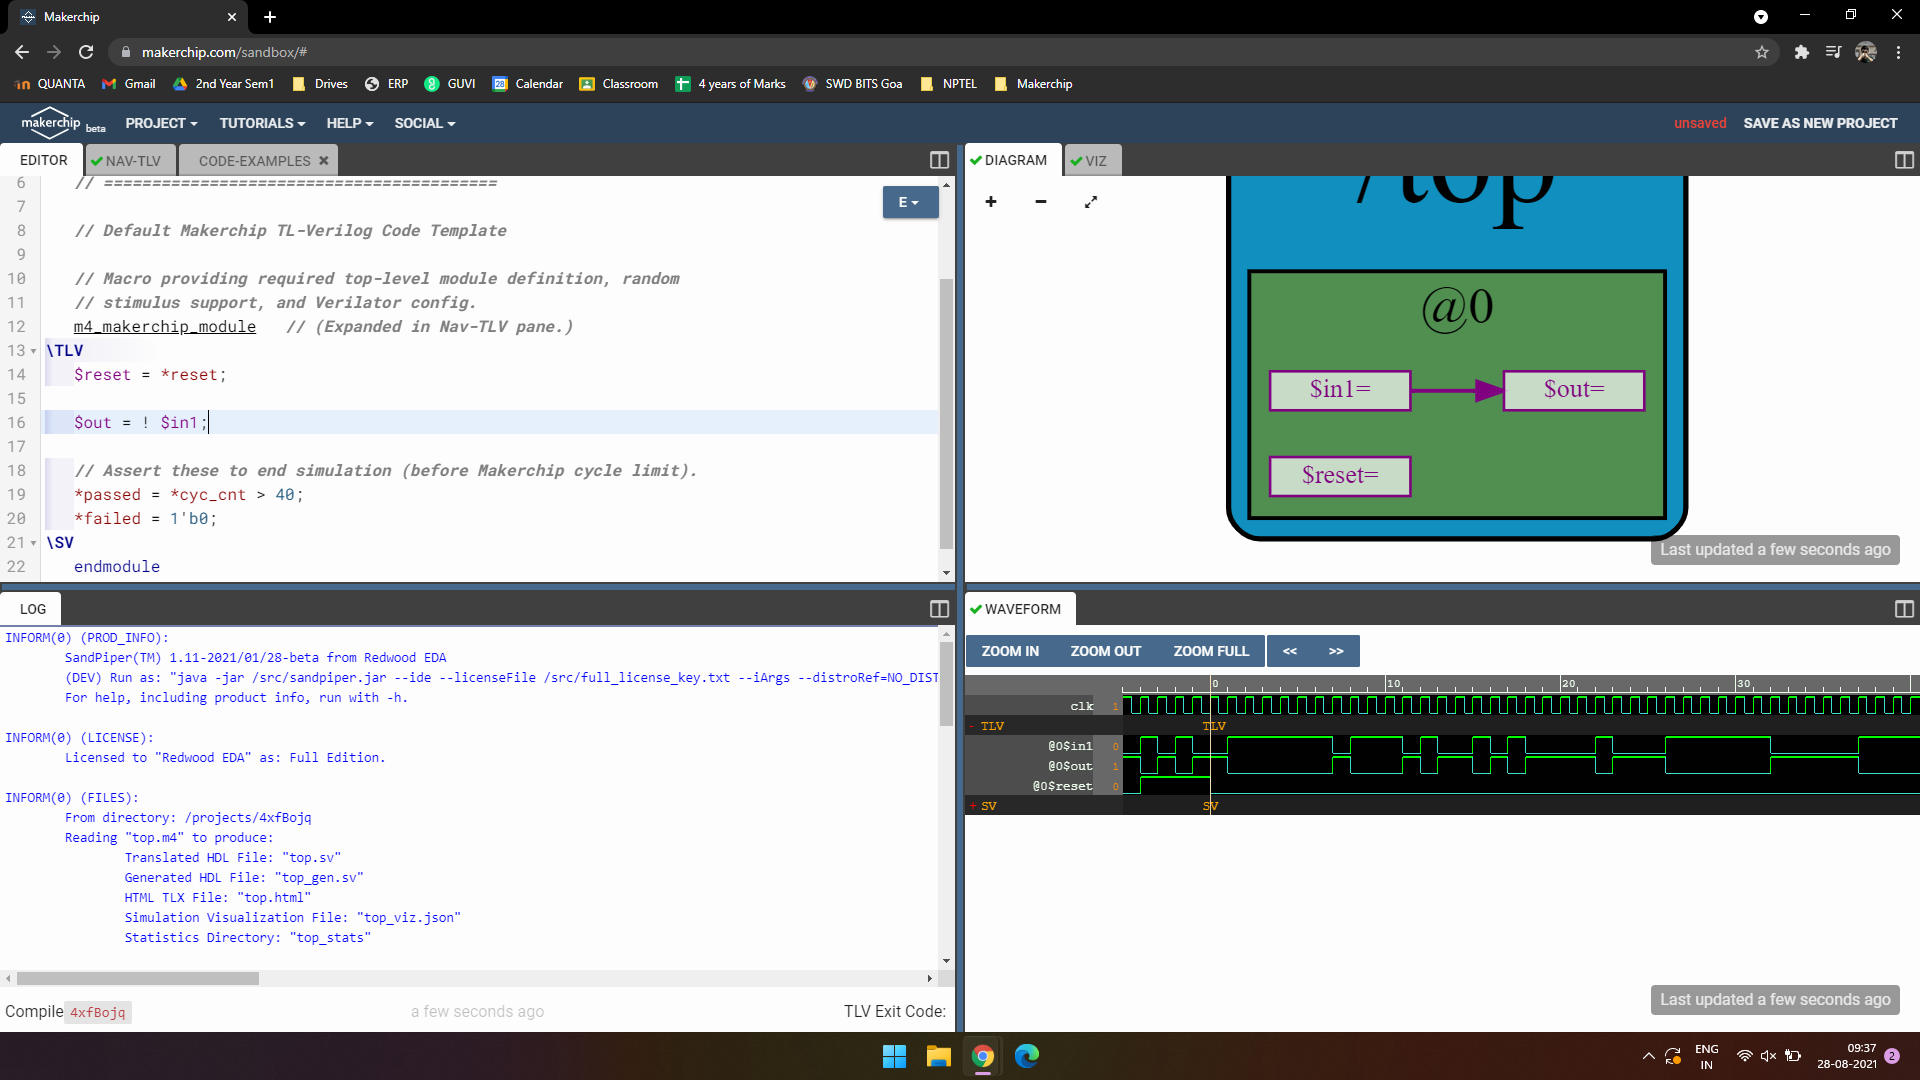 Makerchip
makerchip.com/sandbox/#
QUANTA Gmail 2nd Year Sem1 Drives ERP GUVI Calendar Classroom 4 years of Marks SWD BITS Goa NPTEL Makerchip
makerchip beta PROJECT TUTORIALS HELP SOCIAL unsaved SAVE AS NEW PROJECT
EDITOR NAV-TLV CODE-EXAMPLES
6 // =========================================
7
8 // Default Makerchip TL-Verilog Code Template
9
10 // Macro providing required top-level module definition, random
11 // stimulus support, and Verilator config.
12 m4_makerchip_module // (Expanded in Nav-TLV pane.)
13 \TLV
14 $reset = *reset;
15
16 $out = ! $in1;
17
18 // Assert these to end simulation (before Makerchip cycle limit).
19 *passed = *cyc_cnt > 40;
20 *failed = 1'b0;
21 \SV
22 endmodule
E
DIAGRAM VIZ
/top
@0
$in1= $out=
$reset=
Last updated a few seconds ago
LOG
INFORM(0) (PROD_INFO):
SandPiper(TM) 1.11-2021/01/28-beta from Redwood EDA
(DEV) Run as: "java -jar /src/sandpiper.jar --ide --licenseFile /src/full_license_key.txt --iArgs --distroRef=NO_DIST
For help, including product info, run with -h.
INFORM(0) (LICENSE):
Licensed to "Redwood EDA" as: Full Edition.
INFORM(0) (FILES):
From directory: /projects/4xfBojq
Reading "top.m4" to produce:
Translated HDL File: "top.sv"
Generated HDL File: "top_gen.sv"
HTML TLX File: "top.html"
Simulation Visualization File: "top_viz.json"
Statistics Directory: "top_stats"
Compile 4xfBojq a few seconds ago TLV Exit Code:
WAVEFORM
ZOOM IN ZOOM OUT ZOOM FULL << >>
0 10 20 30
clk 1
- TLV TLV
@0$in1 0
@0$out 1
@0$reset 0
+ SV SV
Last updated a few seconds ago
ENG
IN
09:37
28-08-2021
2